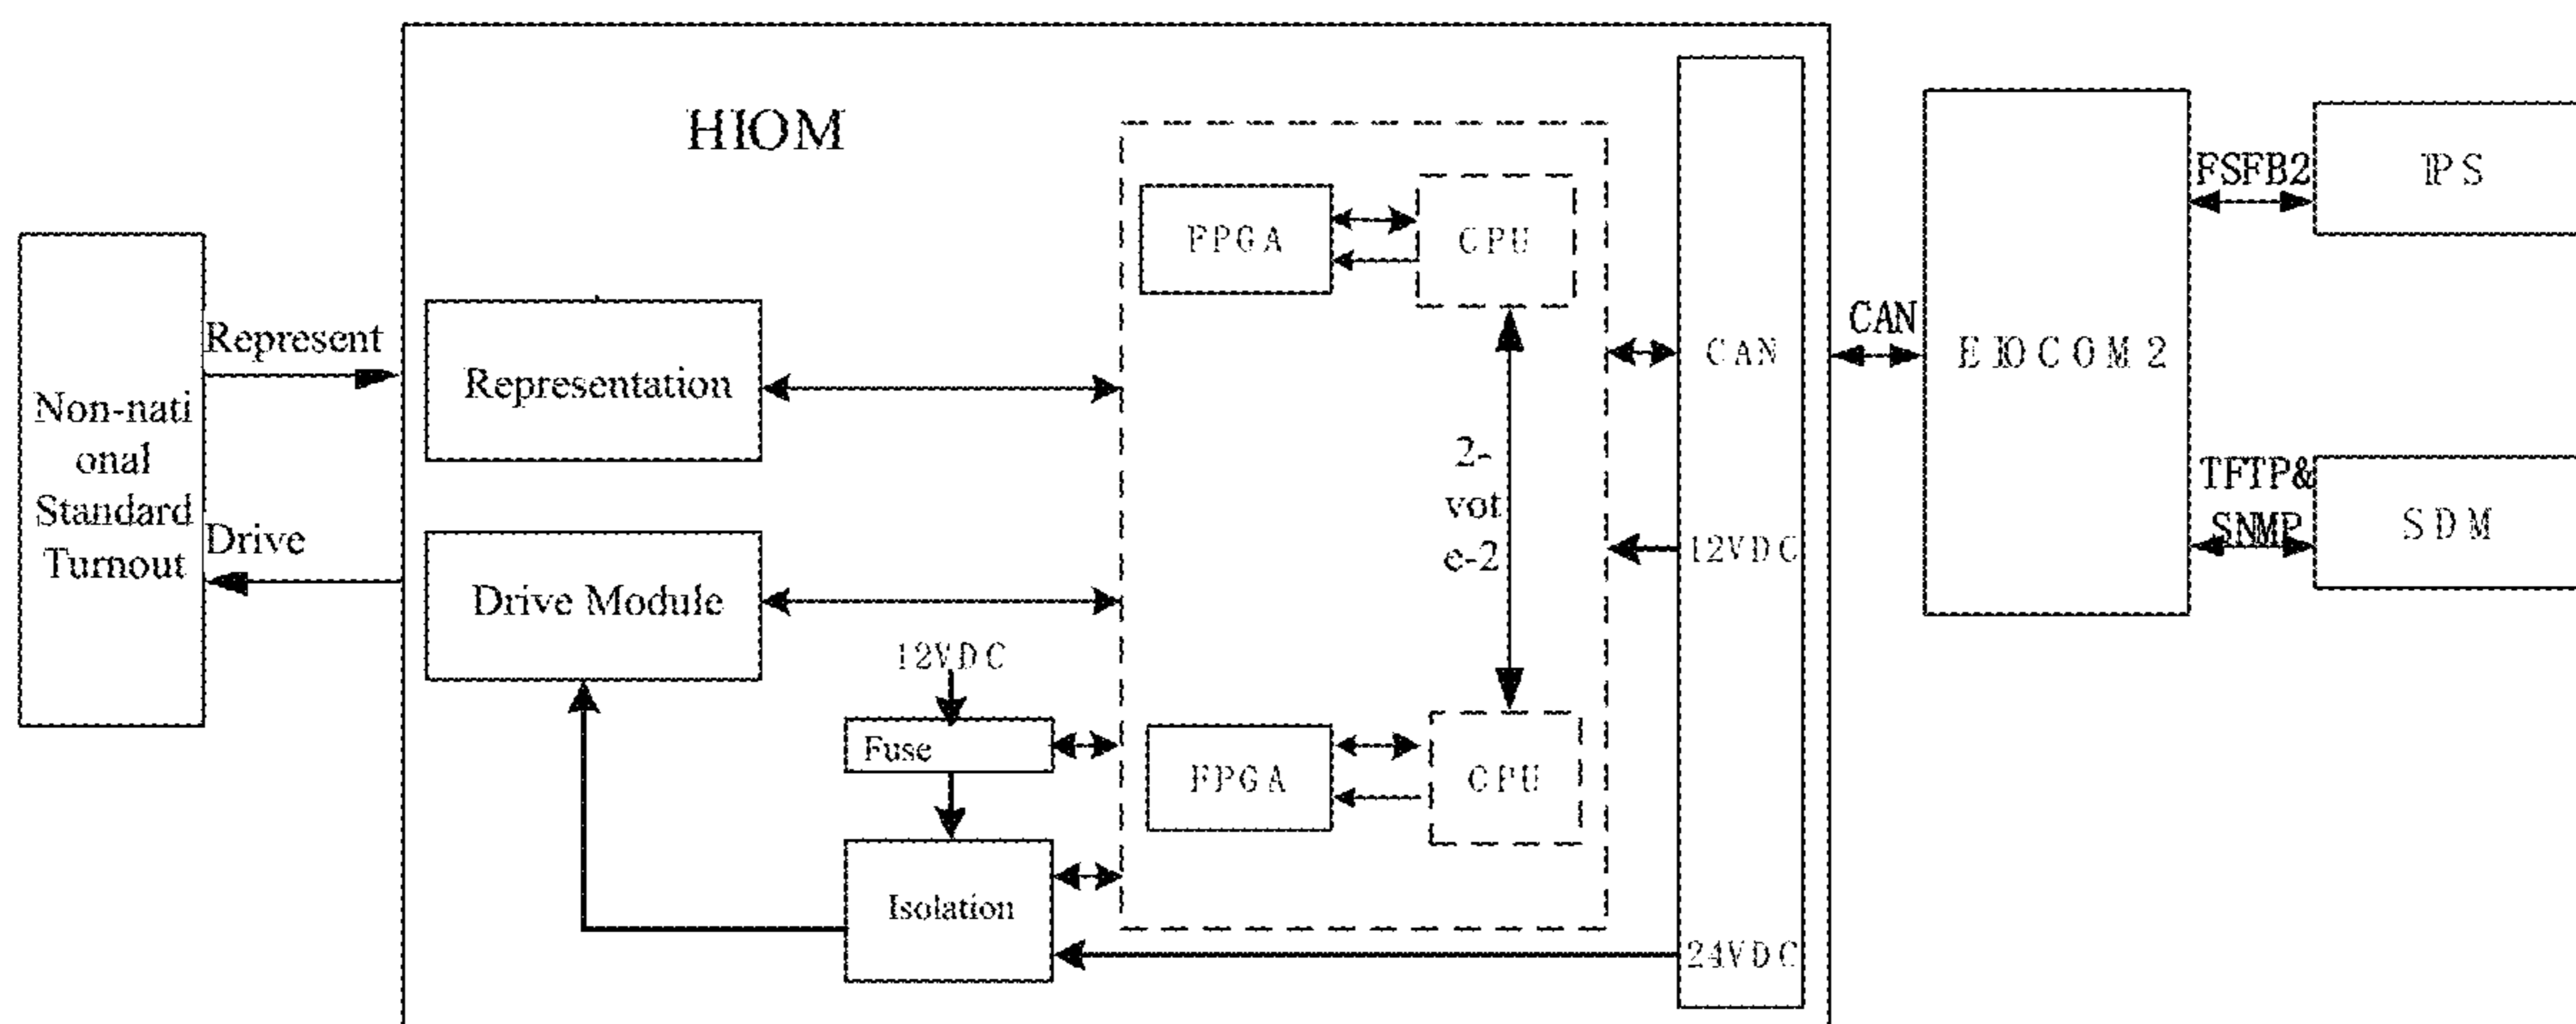 HIOM
Non-nati
onal
Standard
Turnout
Represent
Drive
Representation
Drive Module
12VDC
Fuse
Isolation
FPGA
CPU
2-
vot
e-2
FPGA
CPU
CAN
12VDC
24VDC
CAN
EIOCOM2
FSFB2
IPS
TFTP&
SNMP
SDM